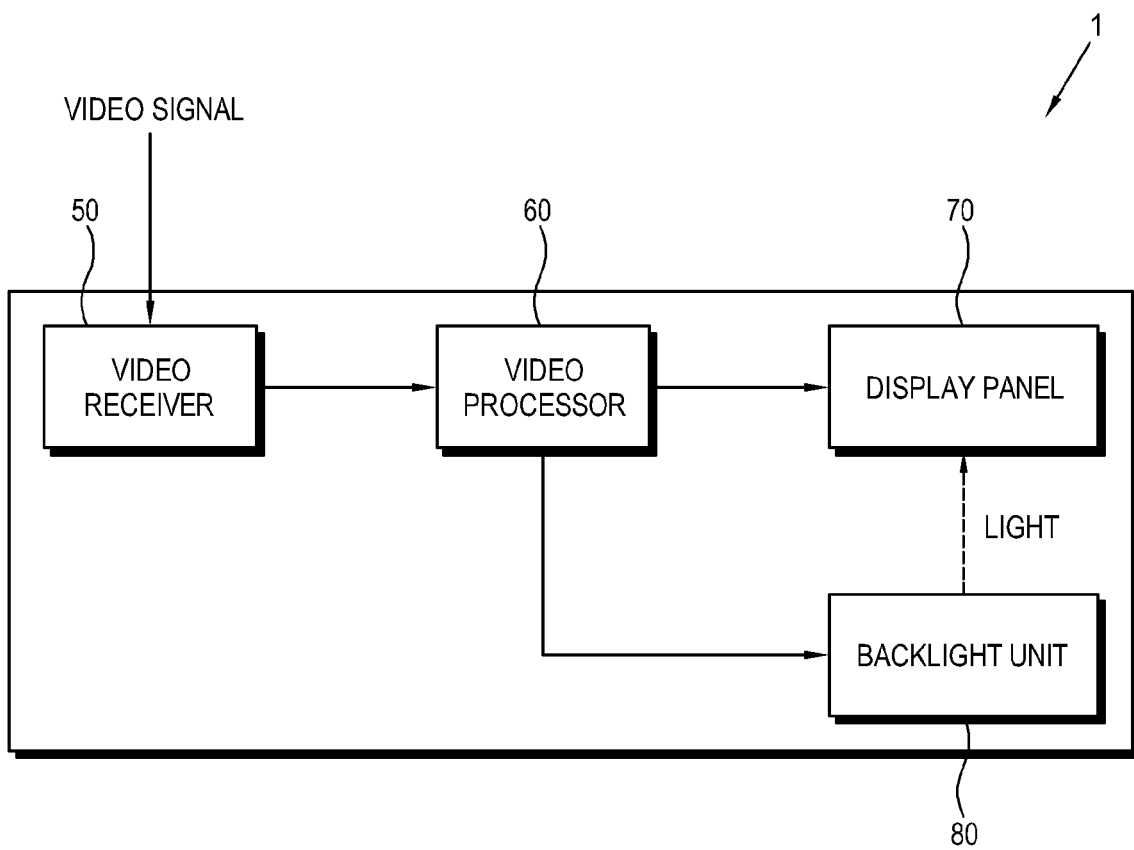 1
VIDEO SIGNAL
50
60
70
VIDEO
RECEIVER
VIDEO
PROCESSOR
DISPLAY PANEL
LIGHT
BACKLIGHT UNIT
80